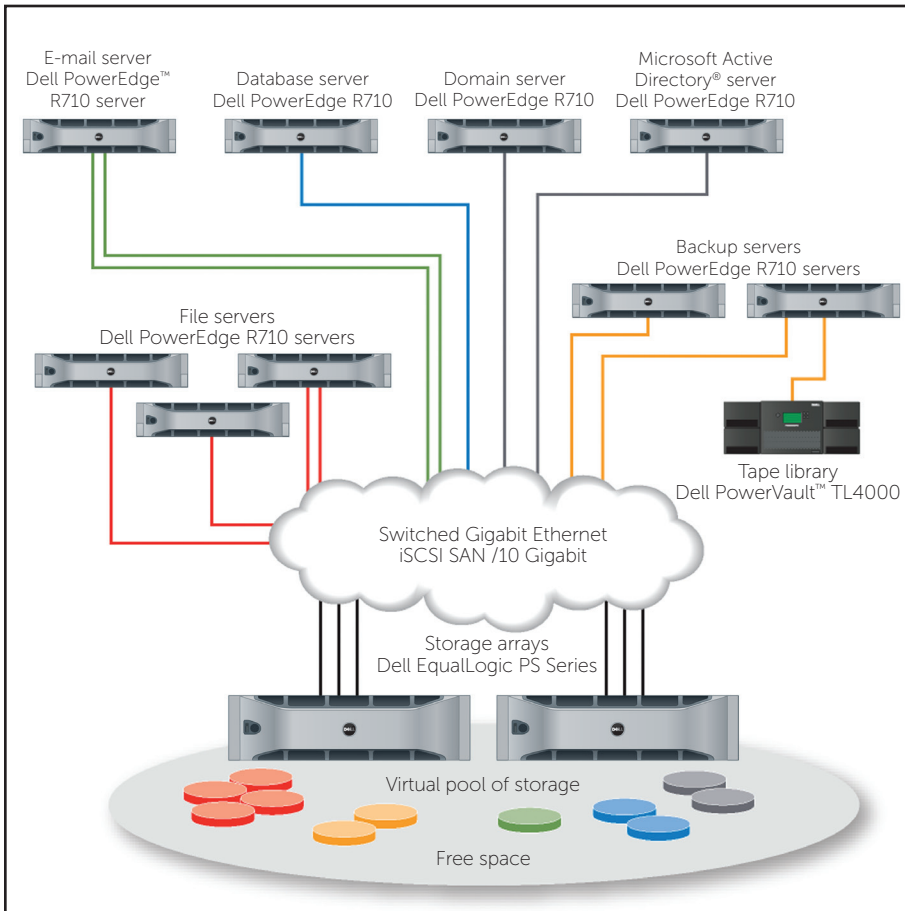 E-mail server
Dell PowerEdge™
R710 server
Database server
Dell PowerEdge R710
Domain server
Dell PowerEdge R710
Microsoft Active
Directory® server
Dell PowerEdge R710
Backup servers
Dell PowerEdge R710 servers
File servers
Dell PowerEdge R710 servers
Tape library
Dell PowerVault™ TL4000
Switched Gigabit Ethernet
iSCSI SAN /10 Gigabit
Storage arrays
Dell EqualLogic PS Series
Virtual pool of storage
Free space